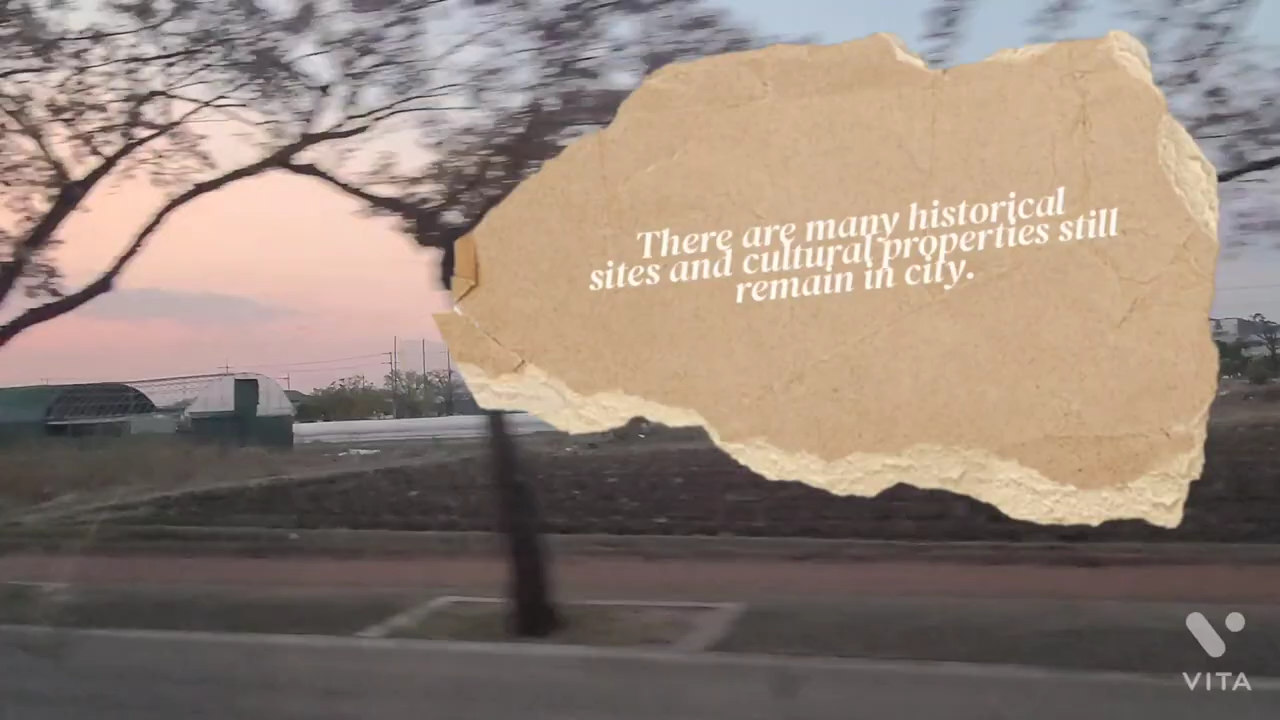 There are many historical
sites and cultural properties still
remain in city.
VITA